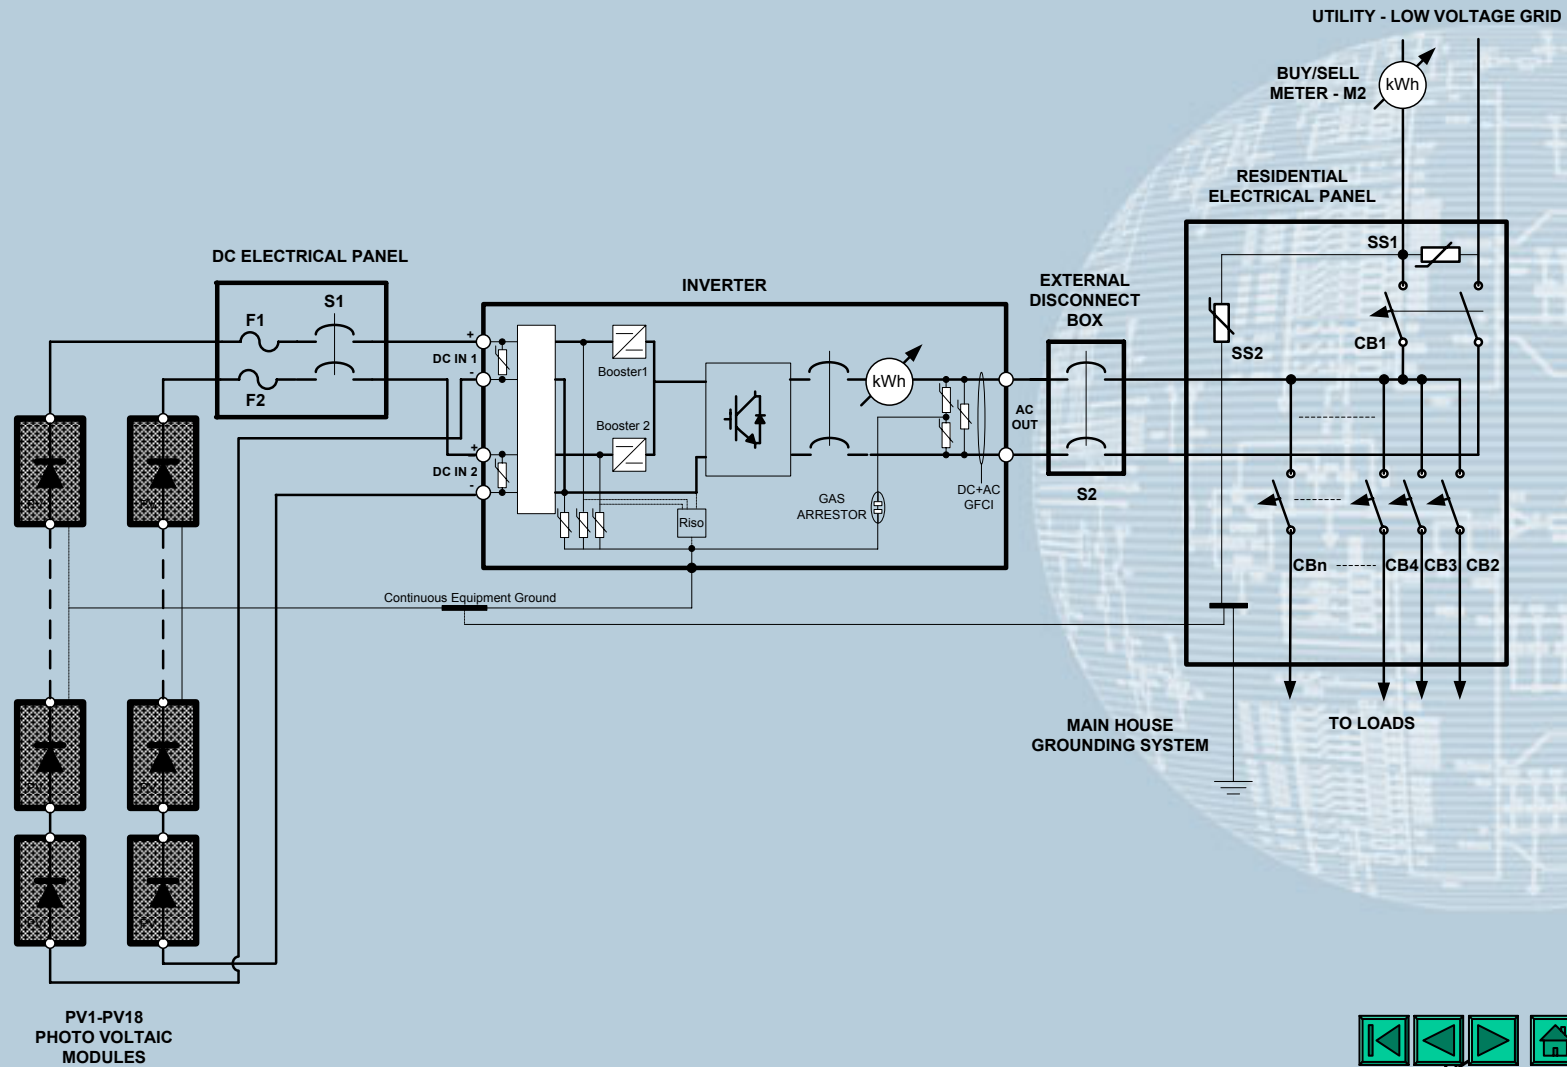 UTILITY - LOW VOLTAGE GRID
BUY/SELL
METER - M2
kWh
RESIDENTIAL
ELECTRICAL PANEL
SS1
DC ELECTRICAL PANEL
S1
F1
F2
INVERTER
EXTERNAL
DISCONNECT
BOX
CB1
SS2
+
DC IN 1
-
Booster1
kWh
AC
OUT
Booster 2
+
DC IN 2
-
GAS
ARRESTOR
DC+AC
GFCI
S2
Riso
CBn
CB4
CB3
CB2
Continuous Equipment Ground
MAIN HOUSE
GROUNDING SYSTEM
TO LOADS
PV1-PV18
PHOTO VOLTAIC
MODULES